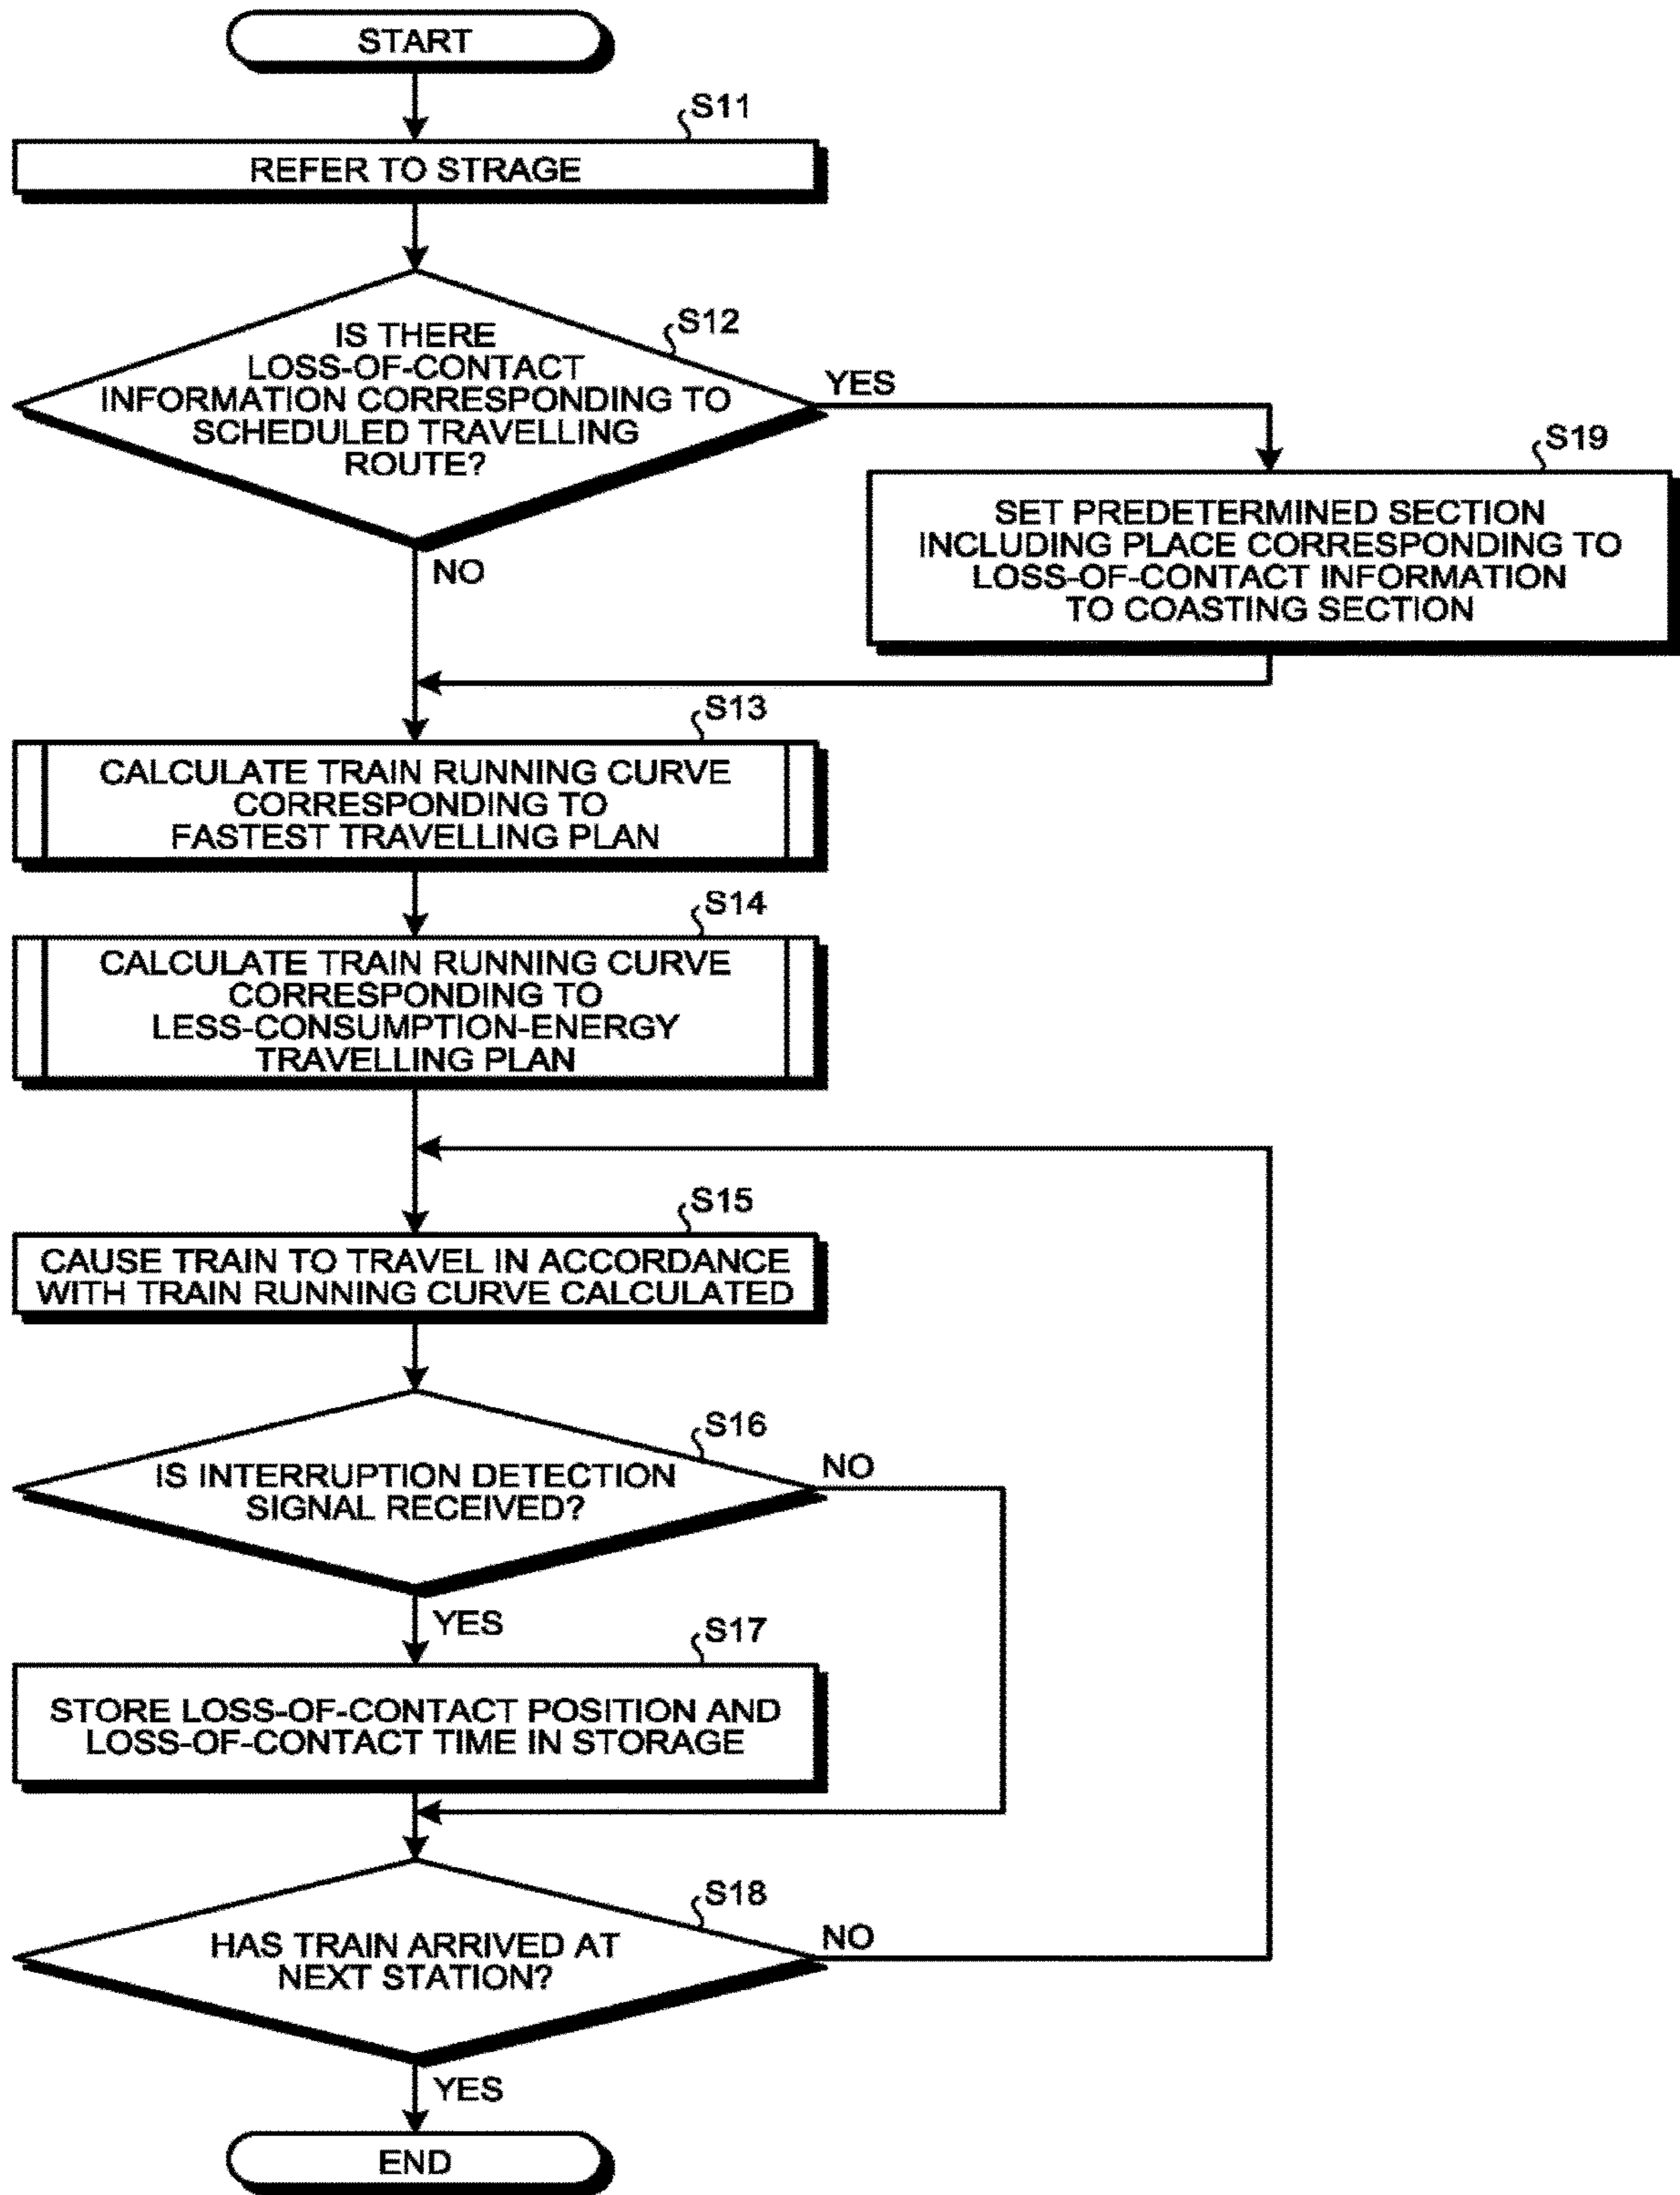 START
S11
REFER TO STRAGE
S12
IS THERE
LOSS-OF-CONTACT
INFORMATION CORRESPONDING TO
SCHEDULED TRAVELLING
ROUTE?
YES
NO
S19
SET PREDETERMINED SECTION
INCLUDING PLACE CORRESPONDING TO
LOSS-OF-CONTACT INFORMATION
TO COASTING SECTION
S13
CALCULATE TRAIN RUNNING CURVE
CORRESPONDING TO
FASTEST TRAVELLING PLAN
S14
CALCULATE TRAIN RUNNING CURVE
CORRESPONDING TO
LESS-CONSUMPTION-ENERGY
TRAVELLING PLAN
S15
CAUSE TRAIN TO TRAVEL IN ACCORDANCE
WITH TRAIN RUNNING CURVE CALCULATED
S16
IS INTERRUPTION DETECTION
SIGNAL RECEIVED?
NO
YES
S17
STORE LOSS-OF-CONTACT POSITION AND
LOSS-OF-CONTACT TIME IN STORAGE
S18
HAS TRAIN ARRIVED AT
NEXT STATION?
NO
YES
END